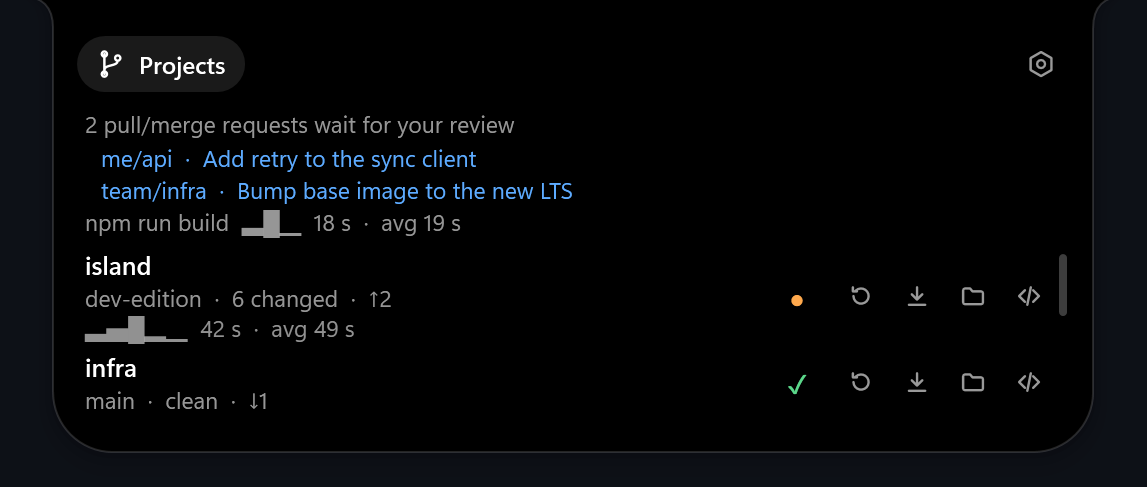 Projects
2 pull/merge requests wait for your review
me/api · Add retry to the sync client
team/infra · Bump base image to the new LTS
npm run build ▂█▁ 18 s · avg 19 s
island
dev-edition · 6 changed · ↑2
▂▄█▂▁ 42 s · avg 49 s
infra
main · clean · ↓1